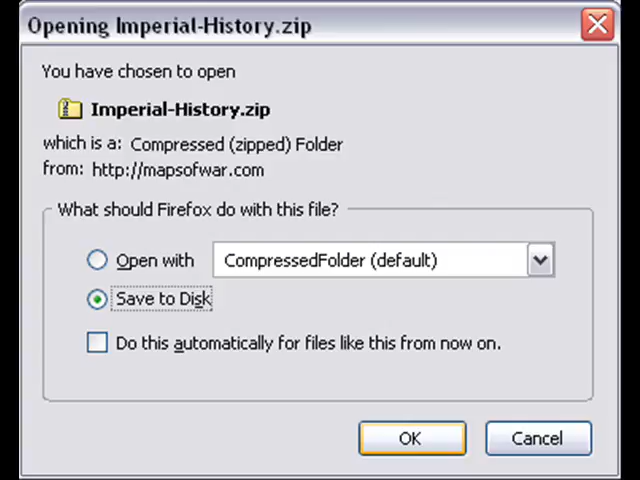 Opening Imperial-History.zip
You have chosen to open
Imperial-History.zip
which is a: Compressed (zipped) Folder
from: http://mapsofwar.com
What should Firefox do with this file?
Open with CompressedFolder (default)
Save to Disk
Do this automatically for files like this from now on.
OK Cancel